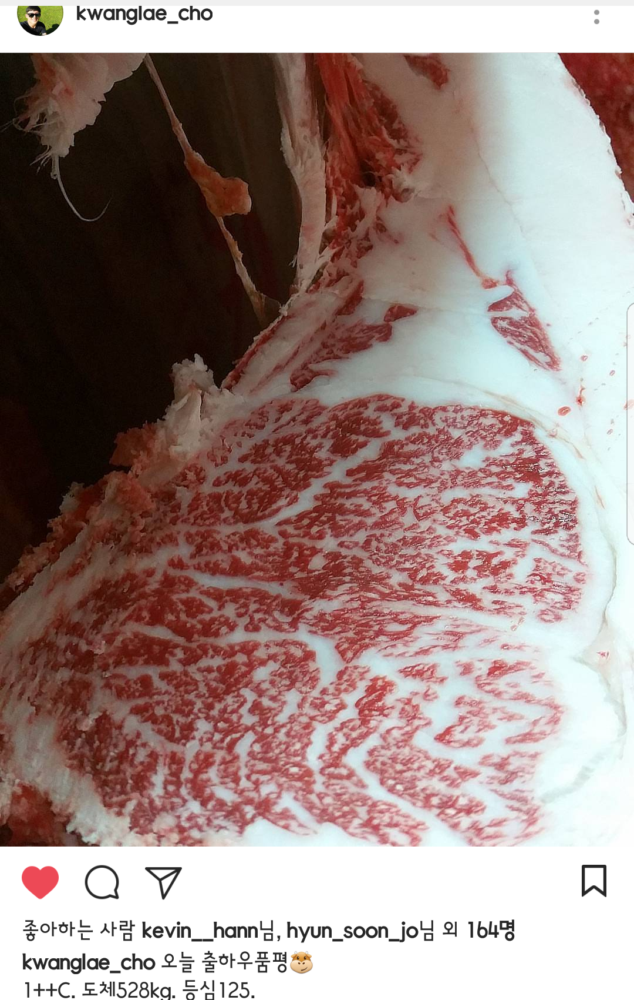 kwanglae_cho
좋아하는 사람 kevin__hann님, hyun_soon_jo님 외 164명
kwanglae_cho 오늘 출하우품평🐮
1++C. 도체528kg. 등심125.